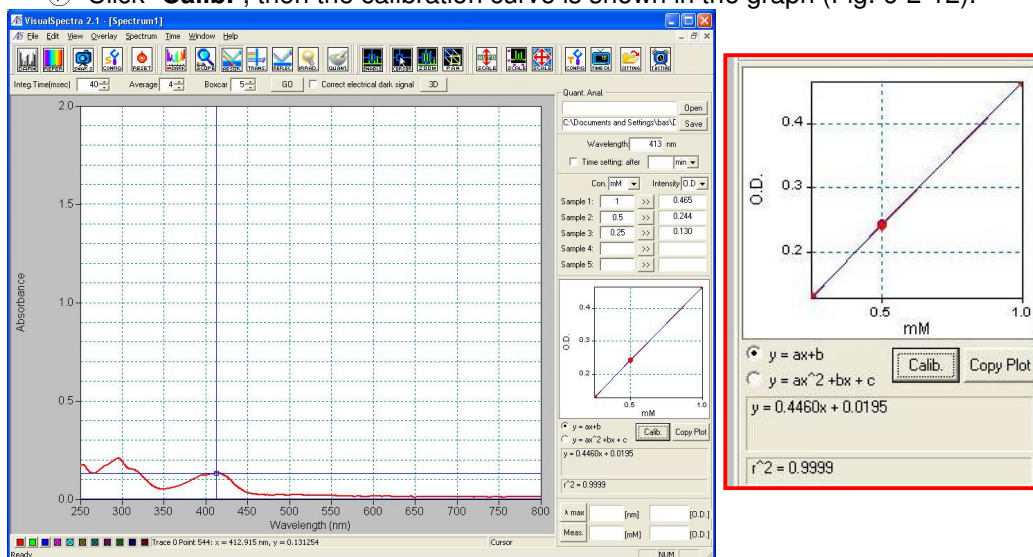 Click "Calib.", then the calibration curve is shown in the graph (Fig. 6-2-12).
VisualSpectra 2.1 - [Spectrum1]
File Edit View Overlay Spectrum Time Window Help
Integ.Time(msec) 40 Average 4 Boxcar 5 GO Correct electrical dark signal 3D
2.0
1.5
1.0
0.5
0.0
Absorbance
250 300 350 400 450 500 550 600 650 700 750 800
Wavelength (nm)
Trace 0 Point 544: x = 412.915 nm, y = 0.131254 Cursor
Ready NUM
Quant. Anal.
Open
C:\Documents and Settings\bas\D Save
Wavelength: 413 nm
Time setting: after min
Con. mM Intensity O.D
Sample 1: 1 >> 0.465
Sample 2: 0.5 >> 0.244
Sample 3: 0.25 >> 0.130
Sample 4: >>
Sample 5: >>
0.4
0.3
0.2
O.D.
0.5 1.0
mM
y = ax+b
y = ax^2 +bx + c
Calib. Copy Plot
y = 0.4460x + 0.0195
r^2 = 0.9999
λ max [nm] [O.D.]
Meas. [mM] [O.D.]
0.4
0.3
0.2
O.D.
0.5 1.0
mM
y = ax+b
y = ax^2 +bx + c
Calib. Copy Plot
y = 0.4460x + 0.0195
r^2 = 0.9999